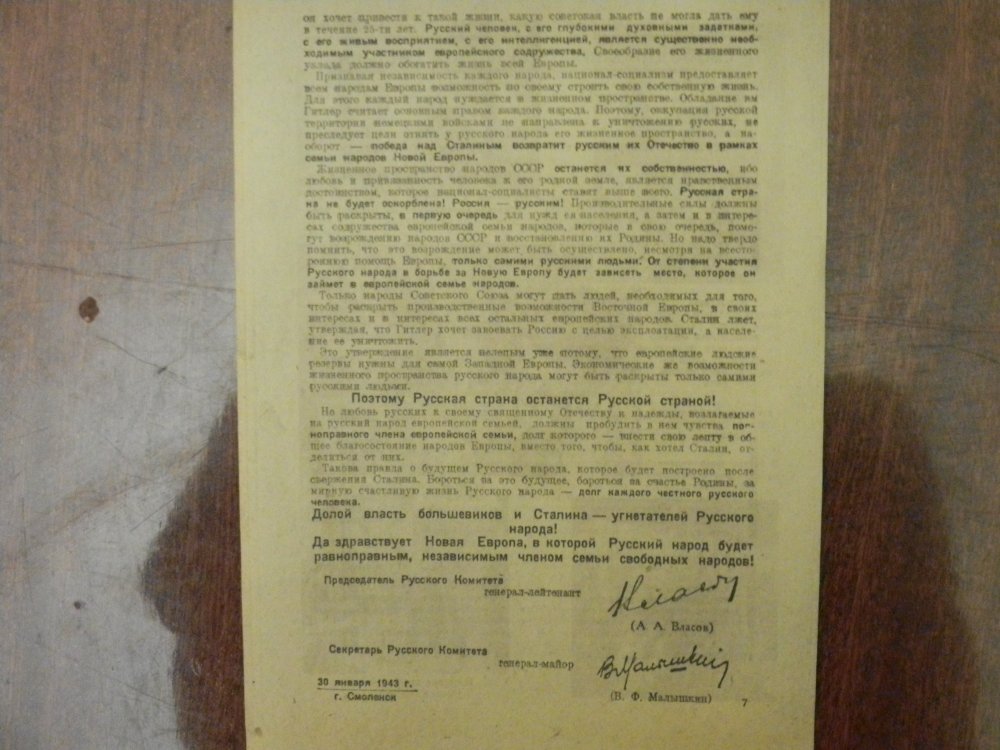 он хочет привести к такой жизни, какую советская власть не могла дать ему
в течение 25-ти лет. Русский человек, с его глубокими духовными задатками,
с его живым восприятием, с его интеллигенцией, является существенно необ-
ходимым участником европейского содружества. Своеобразие его жизненного
уклада должно обогатить жизнь всей Европы.
Признавая независимость каждого народа, национал-социализм предоставляет
всем народам Европы возможность по своему строить свою собственную жизнь.
Для этого каждый народ нуждается в жизненном пространстве. Обладание им
Гитлер считает основным правом каждого народа. Поэтому, оккупация русской
территории немецкими войсками не направлена к уничтожению русских, не
преследует цели отнять у русского народа его жизненное пространство, а на-
оборот — победа над Сталиным возвратит русским их Отечество в рамках
семьи народов Новой Европы.
Жизненное пространство народов СССР останется их собственностью, ибо
любовь и привязанность человека к его родной земле, является нравственным
достоинством, которое национал-социалисты ставят выше всего. Русская стра-
на не будет оскорблена! Россия — русским! Производительные силы должны
быть раскрыты, в первую очередь для нужд ея населения, а затем и в интере-
сах содружества европейской семьи народов, которые в свою очередь, помо-
гут возрождению народов СССР и восстановлению их Родины. Но надо твердо
помнить, что это возрождение может быть осуществлено, несмотря на всесто-
роннюю помощь Европы, только самими русскими людьми. От степени участия
Русского народа в борьбе за Новую Европу будет зависеть место, которое он
займет в европейской семье народов.
Только народы Советского Союза могут дать людей, необходимых для того,
чтобы раскрыть производственные возможности Восточной Европы, в своих
интересах и в интересах всех остальных европейских народов. Сталин лжет,
утверждая, что Гитлер хочет завоевать Россию с целью эксплоатации, а населе-
ние ее уничтожить.
Это утверждение является нелепым уже потому, что европейские людские
резервы нужны для самой Западной Европы. Экономические же возможности
жизненного пространства русского народа могут быть раскрыты только самими
русскими людьми.
Поэтому Русская страна останется Русской страной!
Но любовь русских к своему священному Отечеству и надежды, возлагаемые
на русский народ европейской семьей, должны пробудить в нем чувства пол-
ноправного члена европейской семьи, долг которого — внести свою лепту в об-
щее благосостояние народов Европы, вместо того, чтобы, как хотел Сталин, от-
делиться от них.
Такова правда о будущем Русского народа, которое будет построено после
свержения Сталина. Бороться за это будущее, бороться за счастье Родины, за
мирную счастливую жизнь Русского народа — долг каждого честного русского
человека.
Долой власть большевиков и Сталина — угнетателей Русского
народа!
Да здравствует Новая Европа, в которой Русский народ будет
равноправным, независимым членом семьи свободных народов!
Председатель Русского Комитета
генерал-лейтенант
Власов
(А. А. Власов)
Секретарь Русского Комитета
генерал-майор
В Малышкин
(В. Ф. Малышкин)
30 января 1943 г.
г. Смоленск
7